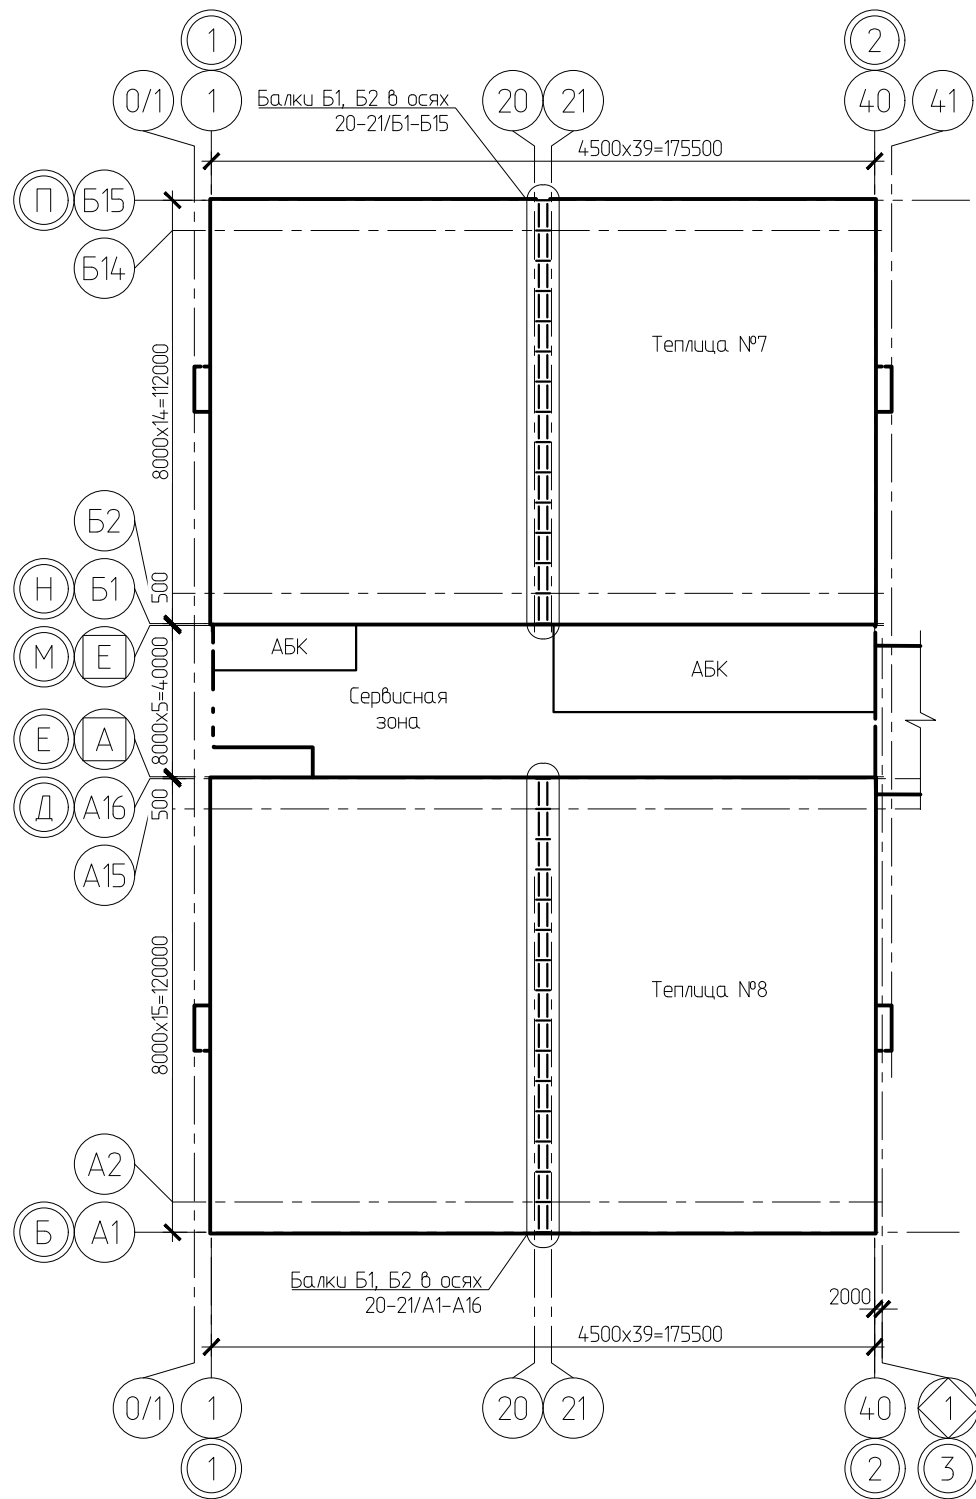 1
2
0/1
1
Балки Б1, Б2 в осях
20-21/Б1-Б15
20
21
40
41
4500х39=175500
П
Б15
Б14
Теплица №7
8000х14=112000
Б2
Н
Б1
500
М
Е
АБК
АБК
Сервисная
зона
8000х5=40000
Е
А
Д
А16
500
А15
8000х15=120000
Теплица №8
А2
Б
А1
Балки Б1, Б2 в осях
20-21/А1-А16
2000
4500х39=175500
0/1
1
20
21
40
1
1
2
3